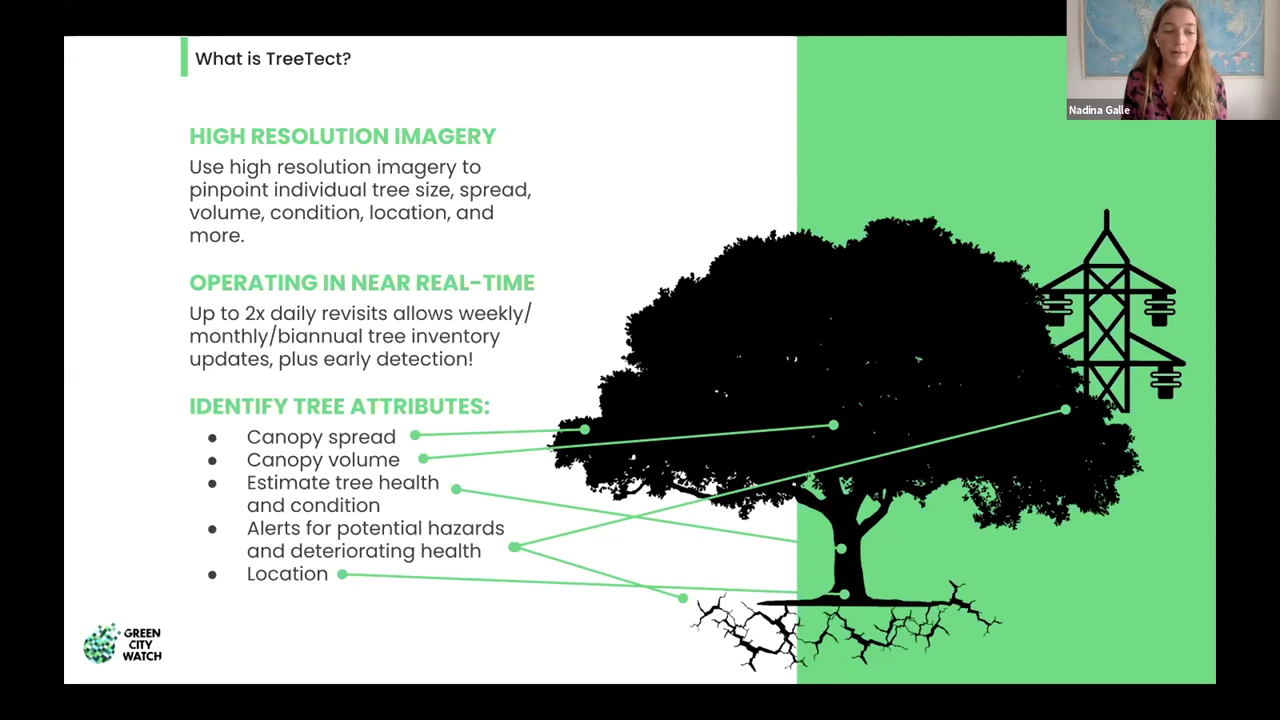 What is TreeTect?
Nadina Galle
HIGH RESOLUTION IMAGERY
Use high resolution imagery to
pinpoint individual tree size, spread,
volume, condition, location, and
more.
OPERATING IN NEAR REAL-TIME
Up to 2x daily revisits allows weekly/
monthly/biannual tree inventory
updates, plus early detection!
IDENTIFY TREE ATTRIBUTES:
● Canopy spread
● Canopy volume
● Estimate tree health
and condition
● Alerts for potential hazards
and deteriorating health
● Location
GREEN
CITY
WATCH